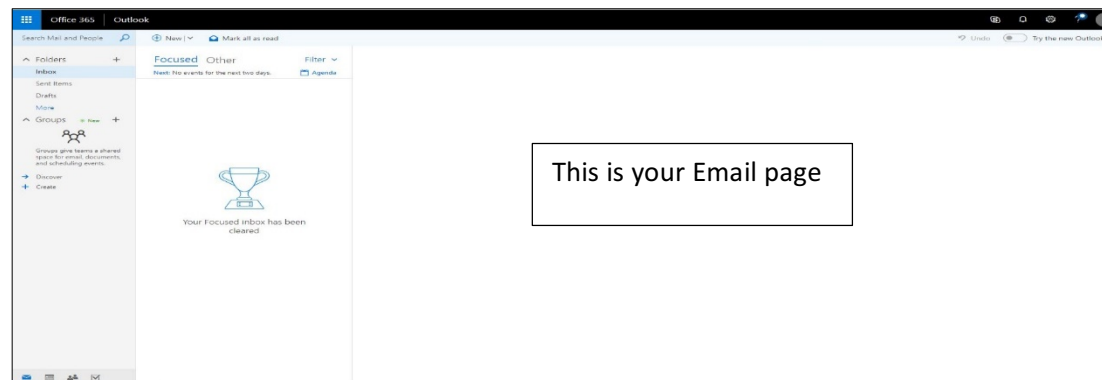 Office 365 Outlook
Search Mail and People
New
Mark all as read
Undo
Try the new Outlook
Folders
Inbox
Sent Items
Drafts
More
Groups
New
Groups give teams a shared
space for email, documents,
and scheduling events.
Discover
Create
Focused Other Filter
Next: No events for the next two days. Agenda
Your Focused inbox has been
cleared
This is your Email page